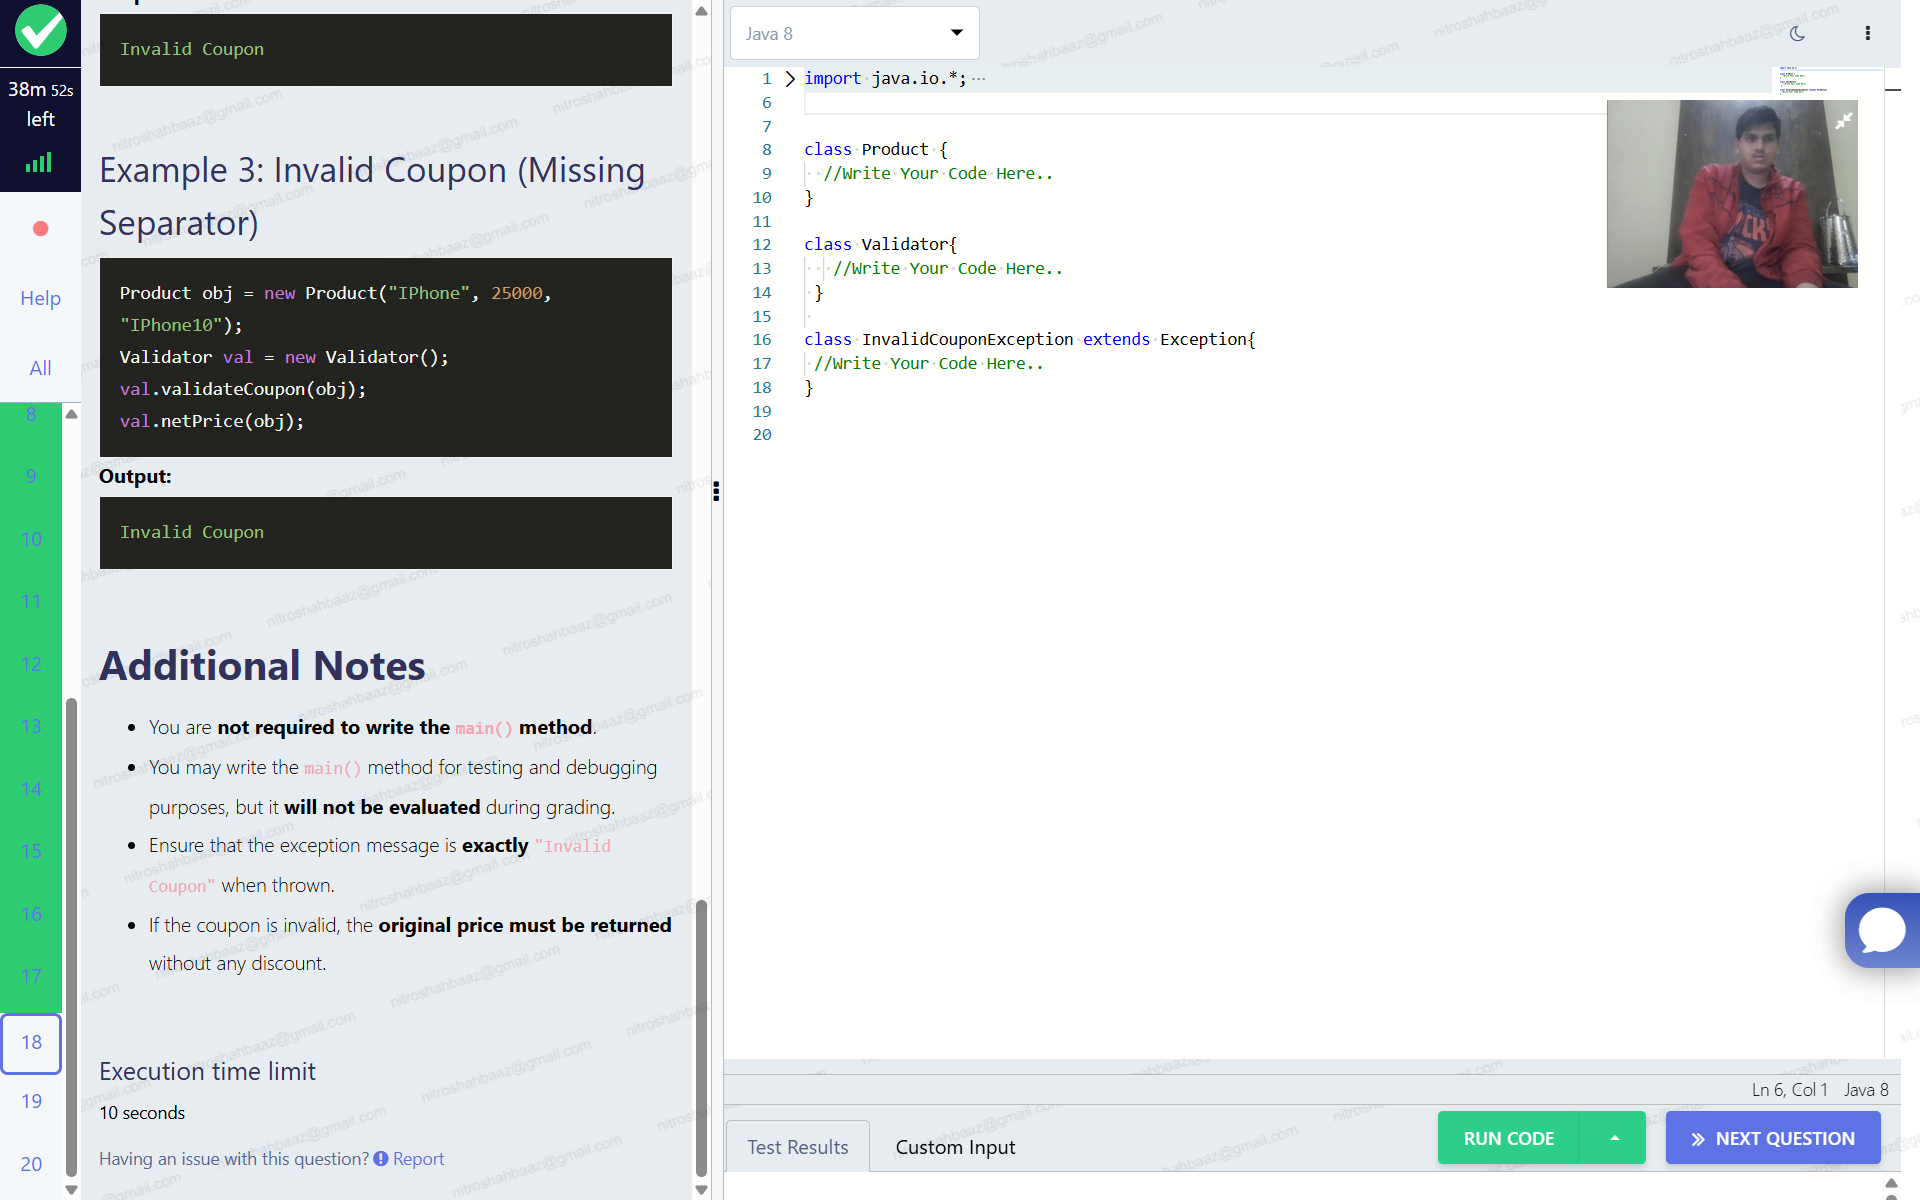 38m 52s
left
Help
All
8
9
10
11
12
13
14
15
16
17
18
19
20
Invalid Coupon
Example 3: Invalid Coupon (Missing
Separator)
Product obj = new Product("IPhone", 25000,
"IPhone10");
Validator val = new Validator();
val.validateCoupon(obj);
val.netPrice(obj);
Output:
Invalid Coupon
Additional Notes
You are not required to write the main() method.
You may write the main() method for testing and debugging
purposes, but it will not be evaluated during grading.
Ensure that the exception message is exactly "Invalid
Coupon" when thrown.
If the coupon is invalid, the original price must be returned
without any discount.
Execution time limit
10 seconds
Having an issue with this question? Report
Java 8
1 import java.io.*; ...
6
7
8 class Product {
9 //Write Your Code Here..
10 }
11
12 class Validator{
13 //Write Your Code Here..
14 }
15
16 class InvalidCouponException extends Exception{
17 //Write Your Code Here..
18 }
19
20
Ln 6, Col 1 Java 8
Test Results
Custom Input
RUN CODE
NEXT QUESTION
nitroshahbaaz@gmail.com